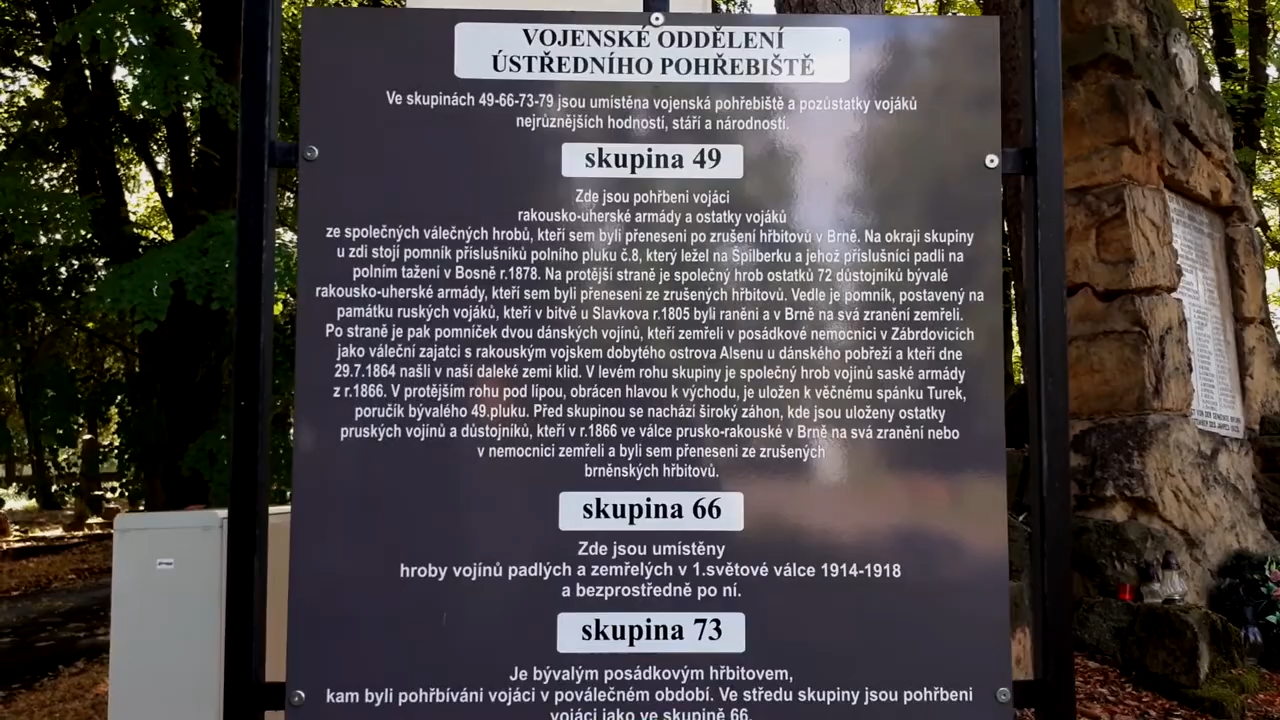 VOJENSKÉ ODDĚLENÍ
ÚSTŘEDNÍHO POHŘEBIŠTĚ
Ve skupinách 49-66-73-79 jsou umístěna vojenská pohřebiště a pozůstatky vojáků
nejrůznějších hodností, stáří a národností.
skupina 49
Zde jsou pohřbeni vojáci
rakousko-uherské armády a ostatky vojáků
ze společných válečných hrobů, kteří sem byli přeneseni po zrušení hřbitovů v Brně. Na okraji skupiny
u zdi stojí pomník příslušníků polního pluku č.8, který ležel na Špilberku a jehož příslušníci padli na
polním tažení v Bosně r.1878. Na protější straně je společný hrob ostatků 72 důstojníků bývalé
rakousko-uherské armády, kteří sem byli přeneseni ze zrušených hřbitovů. Vedle je pomník, postavený na
památku ruských vojáků, kteří v bitvě u Slavkova r.1805 byli raněni a v Brně na svá zranění zemřeli.
Po straně je pak pomníček dvou dánských vojínů, kteří zemřeli v posádkové nemocnici v Zábrdovicích
jako váleční zajatci s rakouským vojskem dobytého ostrova Alsenu u dánského pobřeží a kteří dne
29.7.1864 našli v naší daleké zemi klid. V levém rohu skupiny je společný hrob vojínů saské armády
z r.1866. V protějším rohu pod lípou, obrácen hlavou k východu, je uložen k věčnému spánku Turek,
poručík bývalého 49.pluku. Před skupinou se nachází široký záhon, kde jsou uloženy ostatky
pruských vojínů a důstojníků, kteří v r.1866 ve válce prusko-rakouské v Brně na svá zranění nebo
v nemocnici zemřeli a byli sem přeneseni ze zrušených
brněnských hřbitovů.
skupina 66
Zde jsou umístěny
hroby vojínů padlých a zemřelých v 1.světové válce 1914-1918
a bezprostředně po ní.
skupina 73
Je bývalým posádkovým hřbitovem,
kam byli pohřbíváni vojáci v poválečném období. Ve středu skupiny jsou pohřbeni
vojáci jako ve skupině 66.